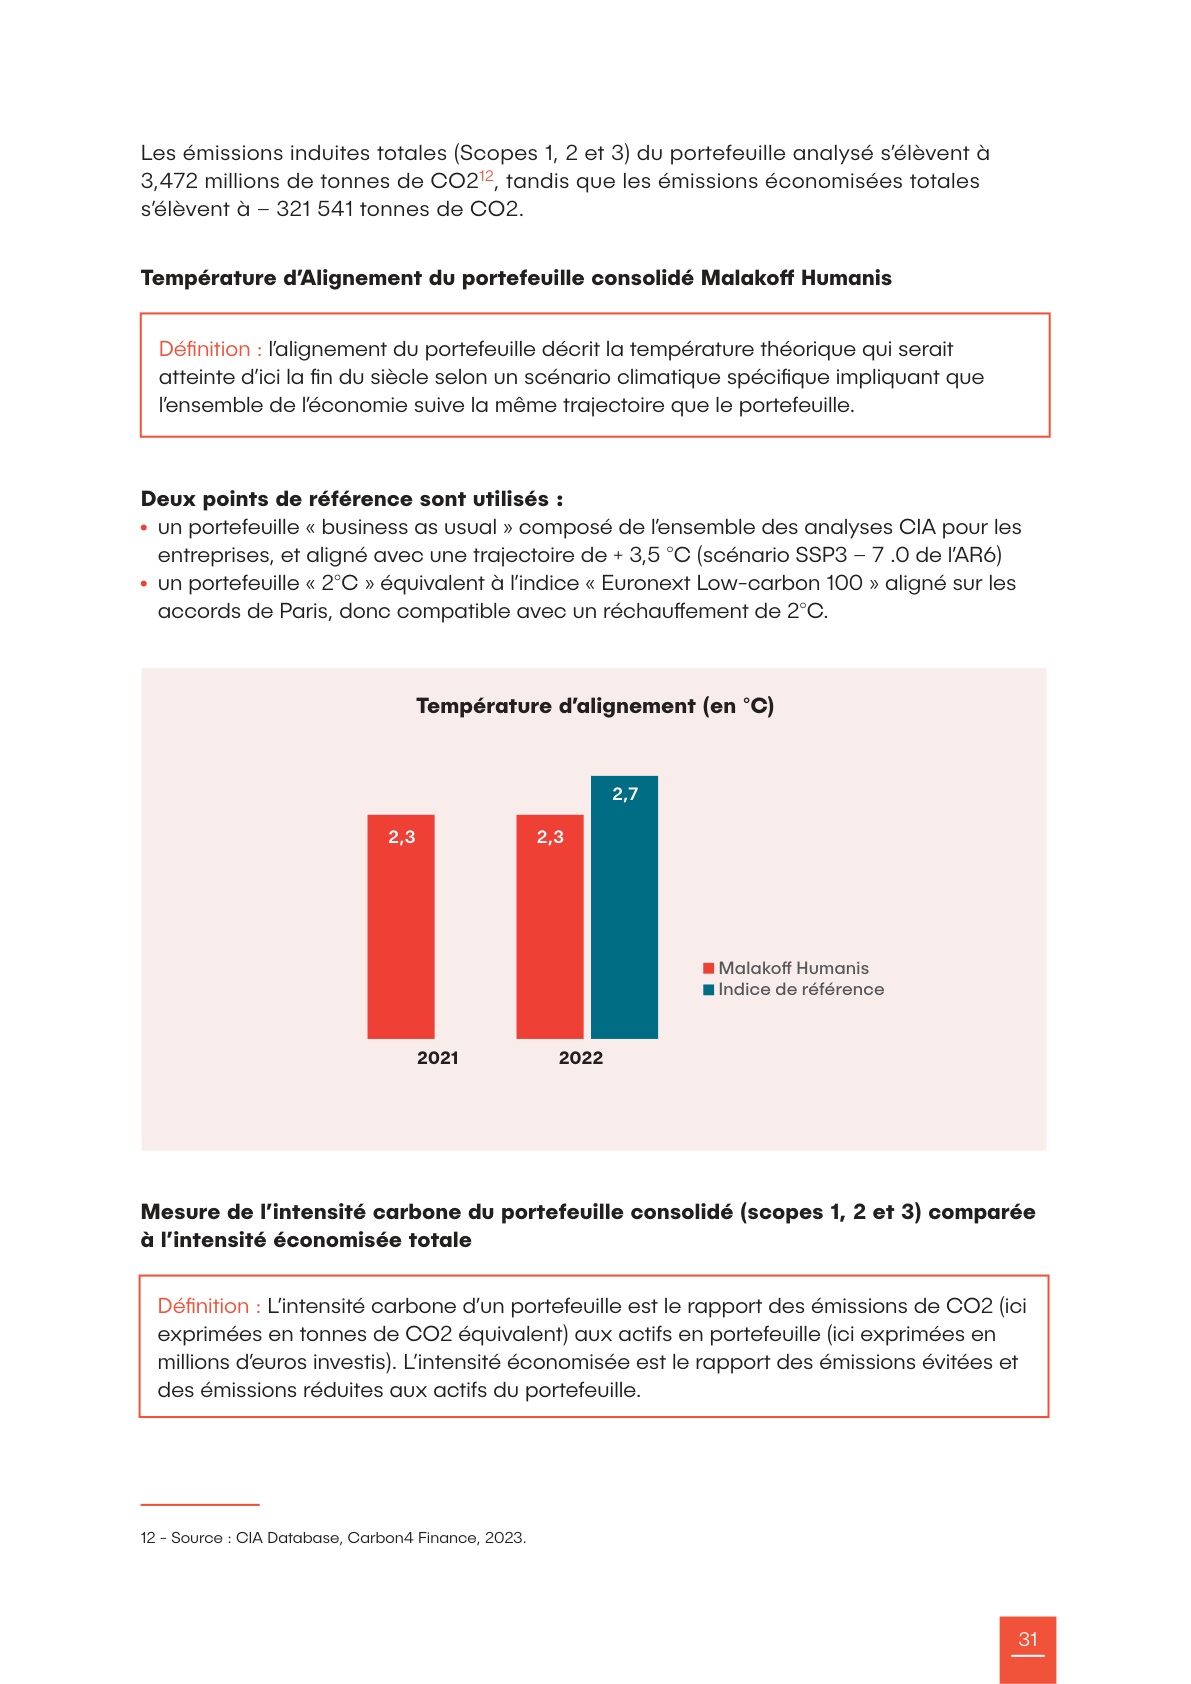 Les émissions induites totales (Scopes 1, 2 et 3) du portefeuille analysé s’élèvent à
3,472 millions de tonnes de CO212, tandis que les émissions économisées totales
s’élèvent à – 321 541 tonnes de CO2.
Température d’Alignement du portefeuille consolidé Malakoff Humanis
Définition : l’alignement du portefeuille décrit la température théorique qui serait
atteinte d’ici la fin du siècle selon un scénario climatique spécifique impliquant que
l’ensemble de l’économie suive la même trajectoire que le portefeuille.
Deux points de référence sont utilisés :
• un portefeuille « business as usual » composé de l’ensemble des analyses CIA pour les
entreprises, et aligné avec une trajectoire de + 3,5 °C (scénario SSP3 – 7 .0 de l’AR6)
• un portefeuille « 2°C » équivalent à l’indice « Euronext Low-carbon 100 » aligné sur les
accords de Paris, donc compatible avec un réchauffement de 2°C.
Température d’alignement (en °C)
2,7
2,3
2,3
Malakoff Humanis
Indice de référence
2021
2022
Mesure de l’intensité carbone du portefeuille consolidé (scopes 1, 2 et 3) comparée
à l’intensité économisée totale
Définition : L’intensité carbone d’un portefeuille est le rapport des émissions de CO2 (ici
exprimées en tonnes de CO2 équivalent) aux actifs en portefeuille (ici exprimées en
millions d’euros investis). L’intensité économisée est le rapport des émissions évitées et
des émissions réduites aux actifs du portefeuille.
12 - Source : CIA Database, Carbon4 Finance, 2023.
31